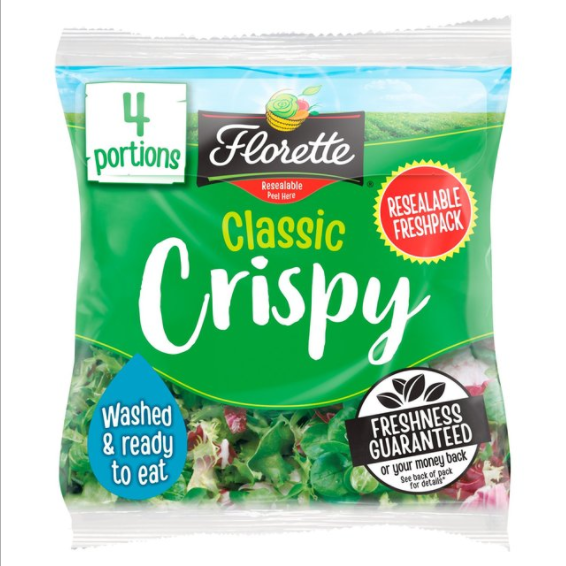 4
portions
Florette
®
Resealable
Peel Here
RESEALABLE
FRESHPACK
Classic
Crispy
Washed
& ready
to eat
FRESHNESS
GUARANTEED
or your money back
See back of pack
for details*